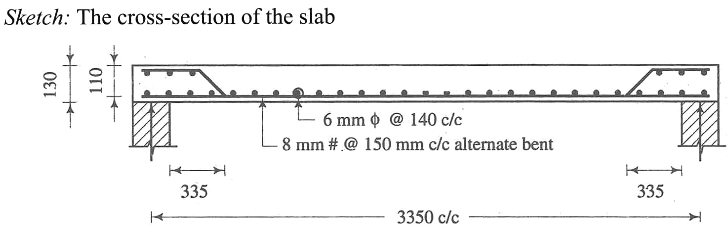 Sketch: The cross-section of the slab
130
110
6 mm ϕ @ 140 c/c
8 mm # @ 150 mm c/c alternate bent
335
335
3350 c/c